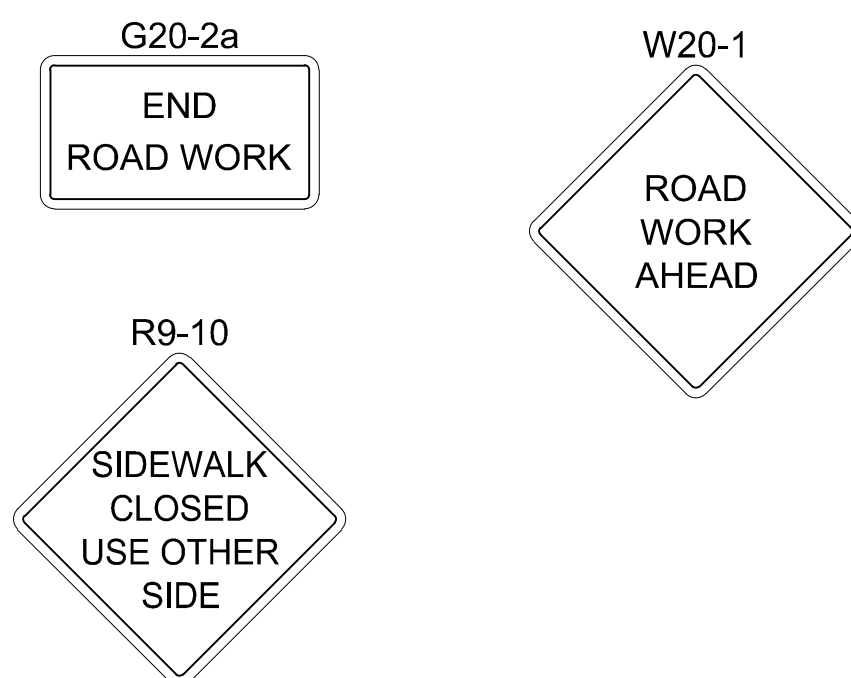 G20-2a
END
ROAD WORK
W20-1
ROAD
WORK
AHEAD
R9-10
SIDEWALK
CLOSED
USE OTHER
SIDE